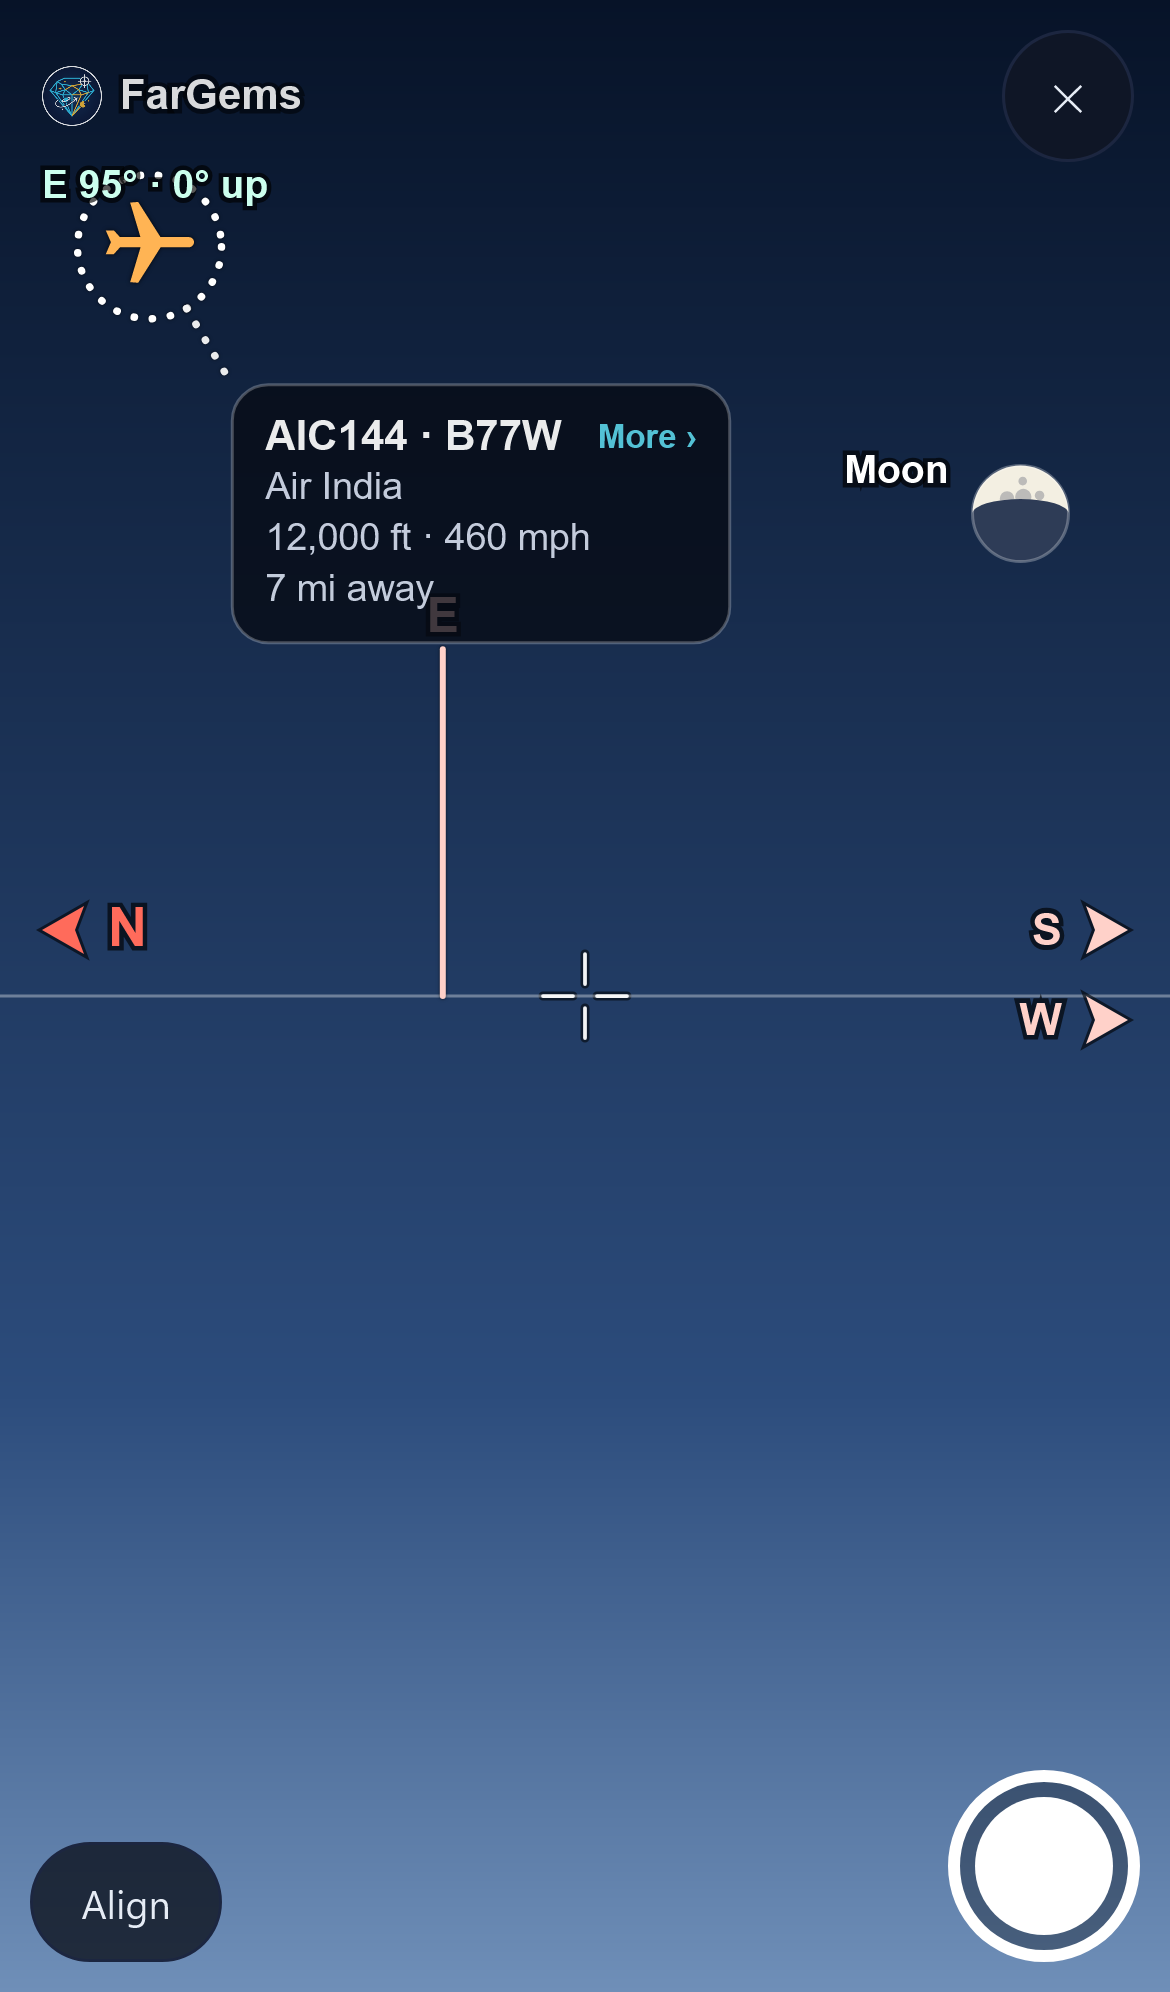 FarGems
E 95° · 0° up
AIC144 · B77W More ›
Air India
12,000 ft · 460 mph
7 mi away
E
Moon
N
S
W
Align